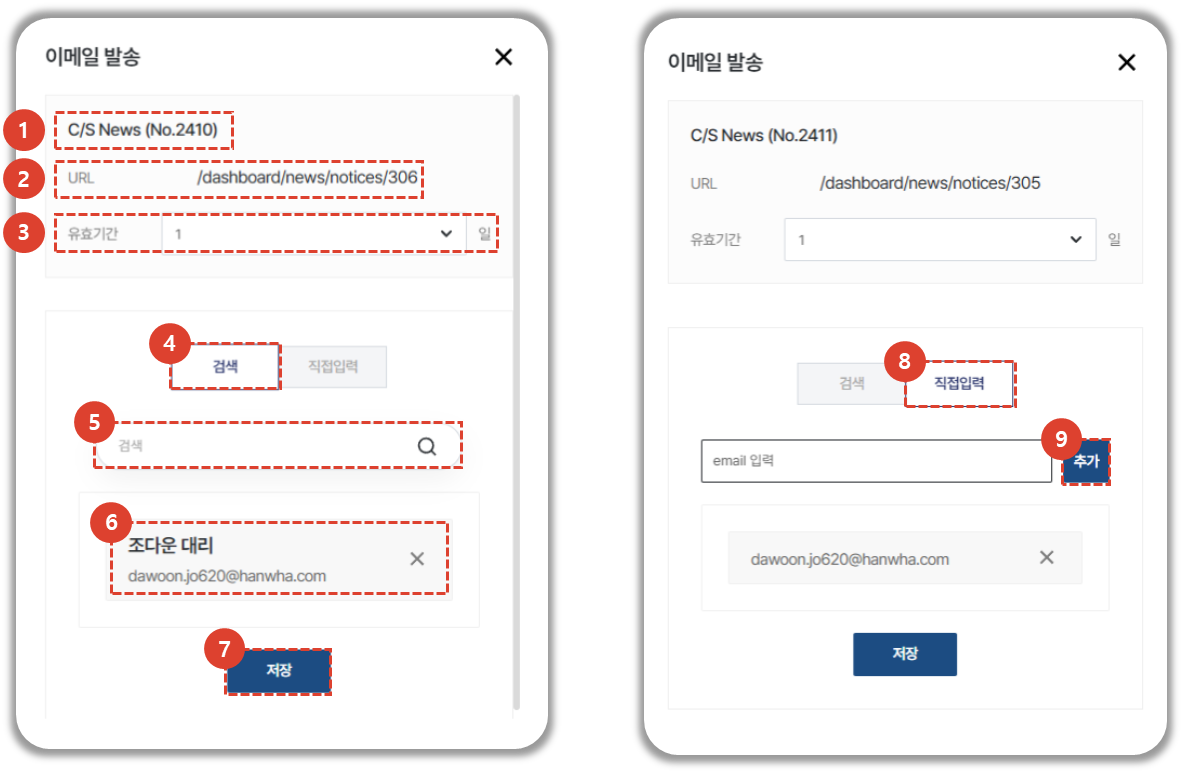 이메일 발송
1 C/S News (No.2410)
2 URL /dashboard/news/notices/306
3 유효기간 1 일
4 검색 직접입력
5 검색
6 조다운 대리
dawoon.jo620@hanwha.com
7 저장
이메일 발송
C/S News (No.2411)
URL /dashboard/news/notices/305
유효기간 1 일
검색 8 직접입력
email 입력 9 추가
dawoon.jo620@hanwha.com
저장